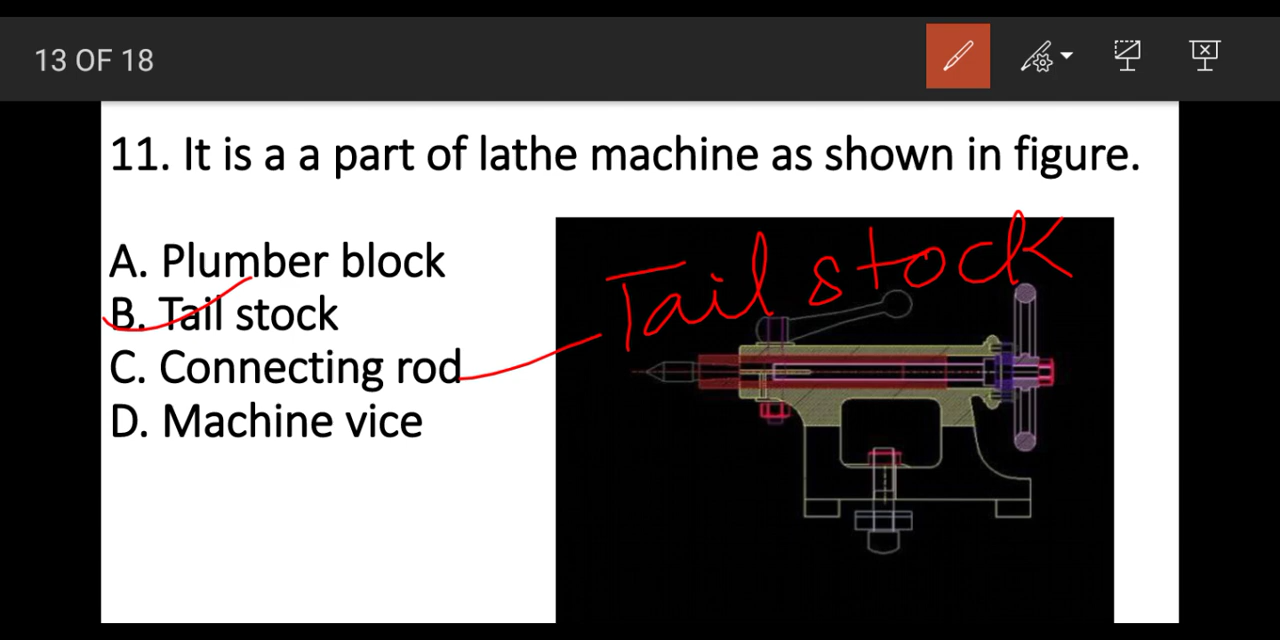 13 OF 18
11. It is a a part of lathe machine as shown in figure.
A. Plumber block
B. Tail stock
C. Connecting rod
D. Machine vice
Tail stock